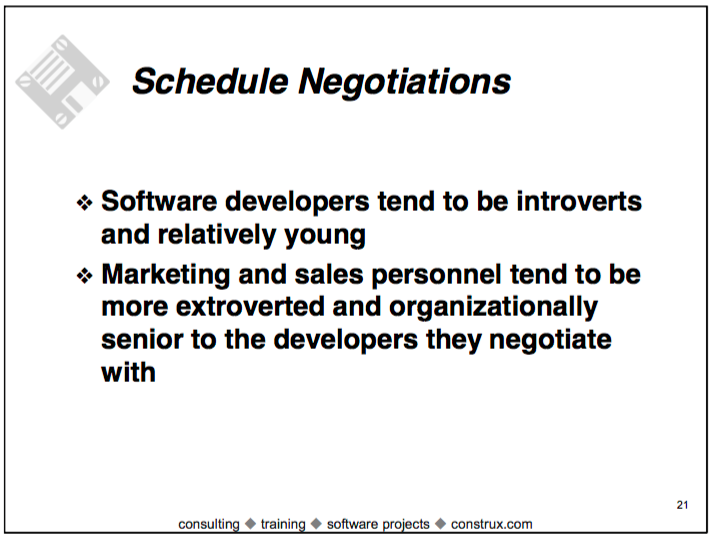 Schedule Negotiations
❖ Software developers tend to be introverts
and relatively young
❖ Marketing and sales personnel tend to be
more extroverted and organizationally
senior to the developers they negotiate
with
21
consulting ◆ training ◆ software projects ◆ construx.com